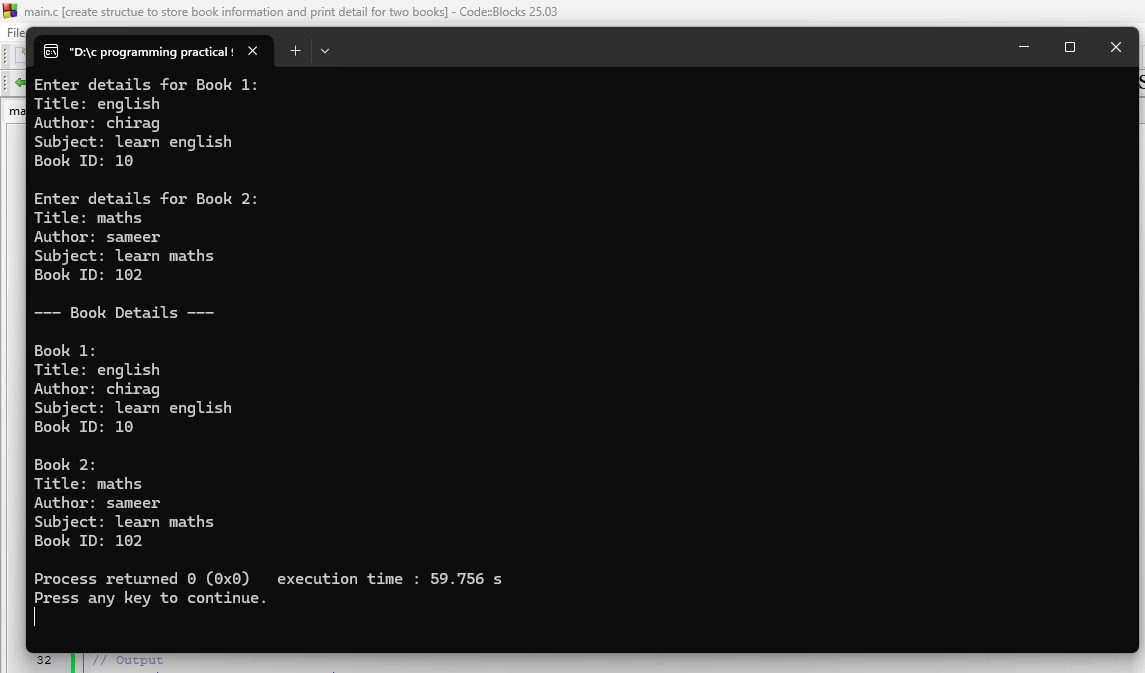 main.c [create structue to store book information and print detail for two books] - Code::Blocks 25.03
File
"D:\c programming practical
Enter details for Book 1:
Title: english
Author: chirag
Subject: learn english
Book ID: 10
Enter details for Book 2:
Title: maths
Author: sameer
Subject: learn maths
Book ID: 102
--- Book Details ---
Book 1:
Title: english
Author: chirag
Subject: learn english
Book ID: 10
Book 2:
Title: maths
Author: sameer
Subject: learn maths
Book ID: 102
Process returned 0 (0x0)   execution time : 59.756 s
Press any key to continue.
32 // Output